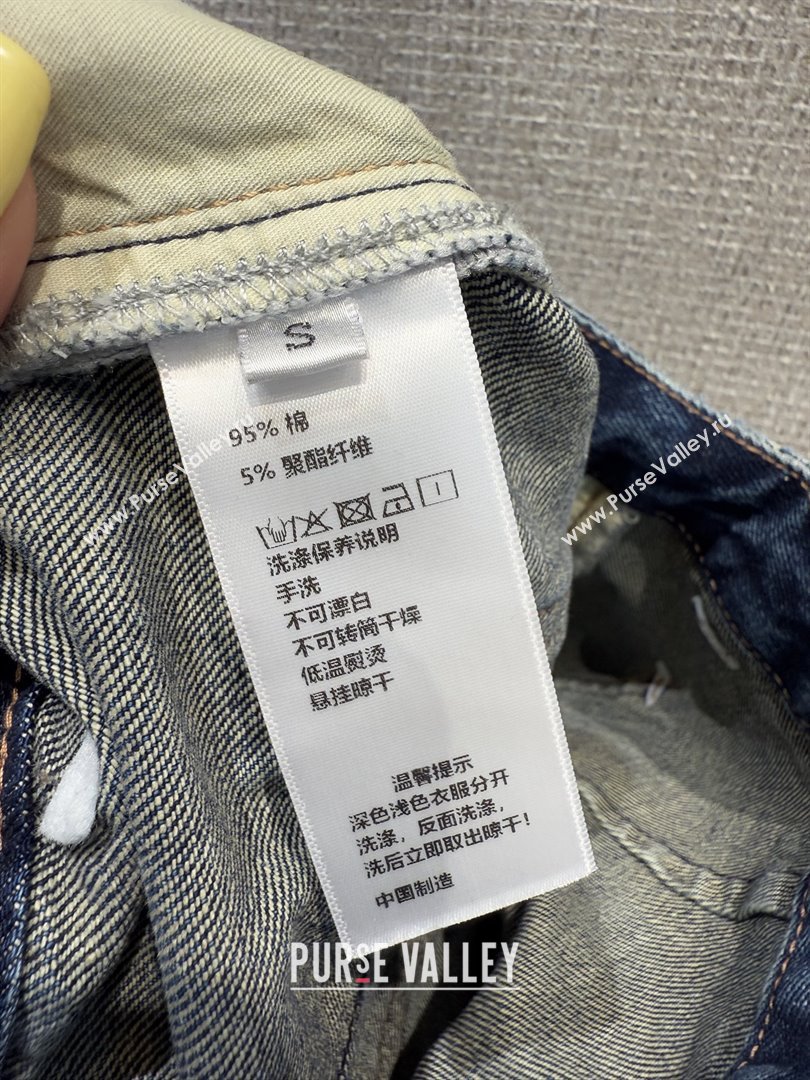 S
95% 棉
5% 聚酯纤维
洗涤保养说明
手洗
不可漂白
不可转筒干燥
低温熨烫
悬挂晾干
温馨提示
深色浅色衣服分开
洗涤，反面洗涤，
洗后立即取出晾干！
中国制造
www.PurseValley.ru
www.PurseValley.ru
PURSE VALLEY